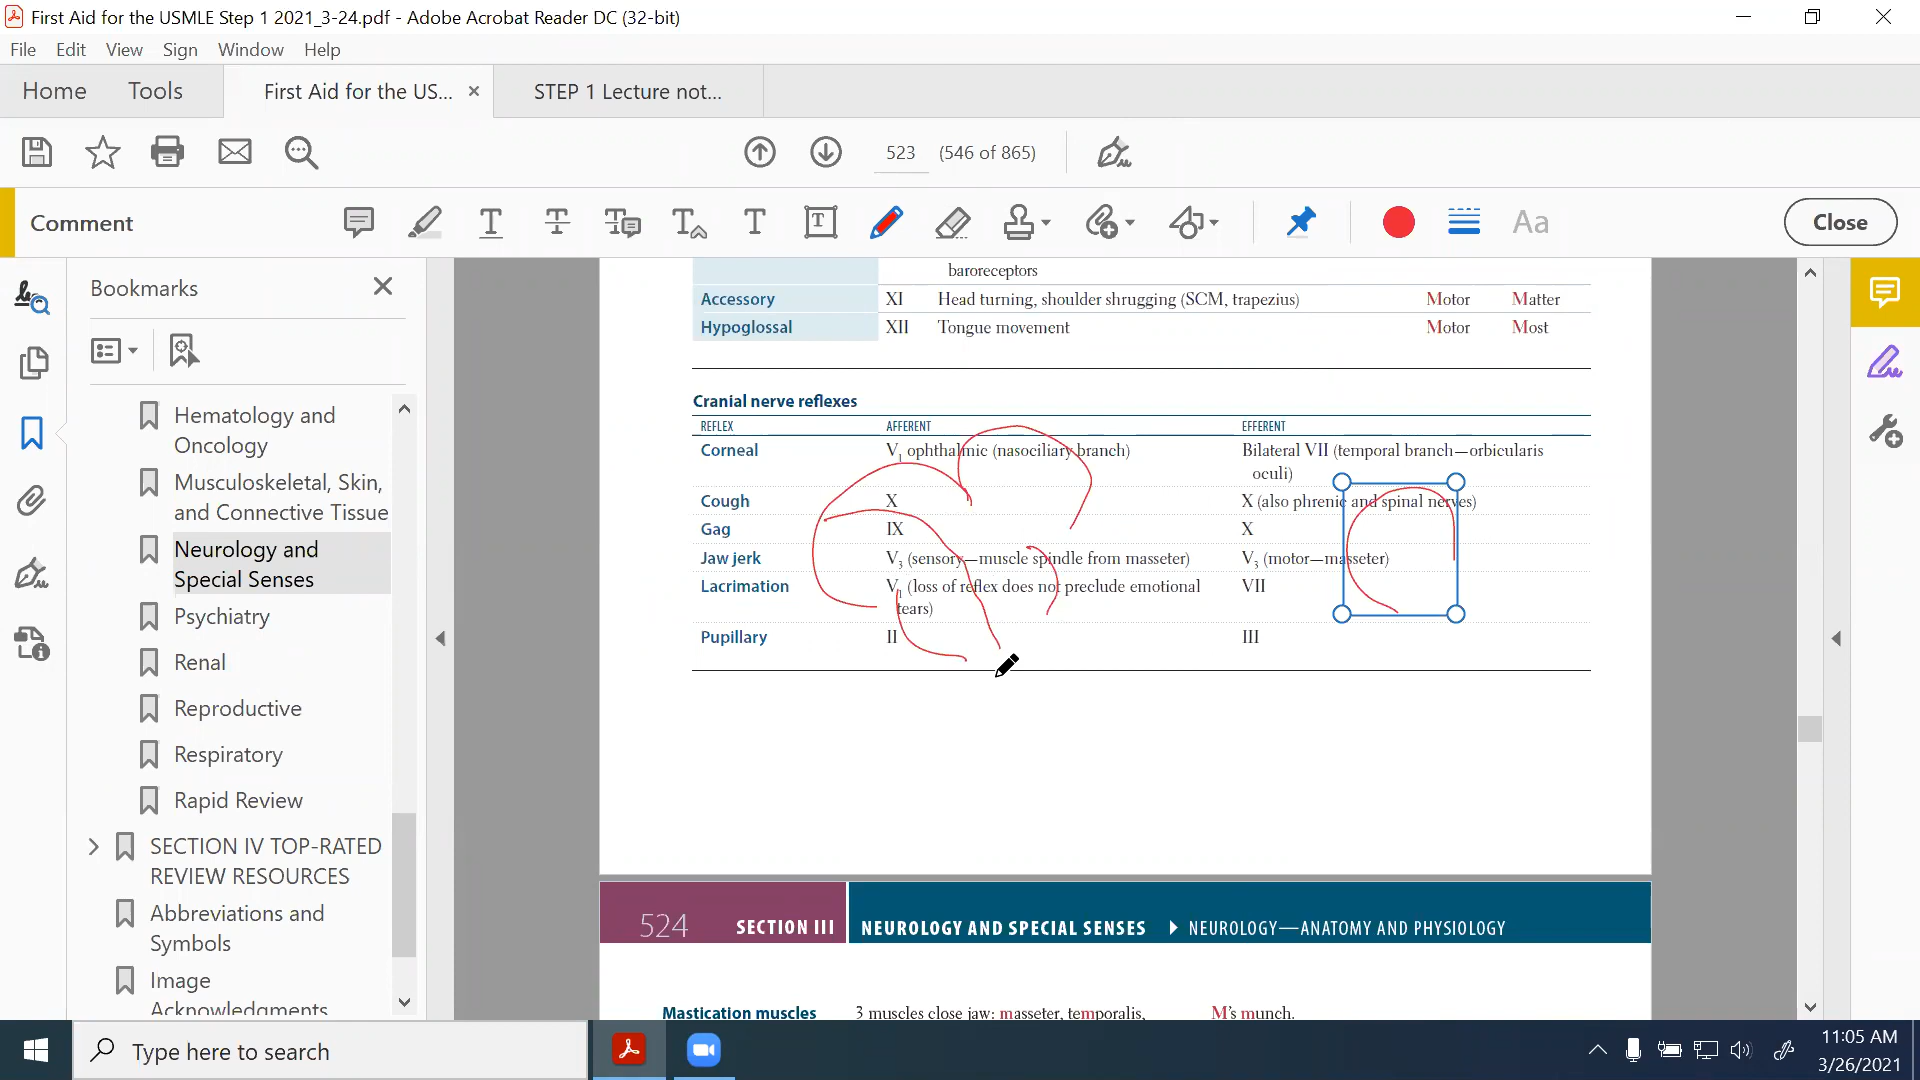 First Aid for the USMLE Step 1 2021_3-24.pdf - Adobe Acrobat Reader DC (32-bit)
File Edit View Sign Window Help
Home Tools First Aid for the US... × STEP 1 Lecture not...
523 (546 of 865)
Comment Aa Close
Bookmarks
Hematology and
Oncology
Musculoskeletal, Skin,
and Connective Tissue
Neurology and
Special Senses
Psychiatry
Renal
Reproductive
Respiratory
Rapid Review
SECTION IV TOP-RATED
REVIEW RESOURCES
Abbreviations and
Symbols
Image
Acknowledgments
baroreceptors
Accessory XI Head turning, shoulder shrugging (SCM, trapezius) Motor Matter
Hypoglossal XII Tongue movement Motor Most
Cranial nerve reflexes
REFLEX AFFERENT EFFERENT
Corneal V1 ophthalmic (nasociliary branch) Bilateral VII (temporal branch—orbicularis
oculi)
Cough X X (also phrenic and spinal nerves)
Gag IX X
Jaw jerk V3 (sensory—muscle spindle from masseter) V3 (motor—masseter)
Lacrimation V1 (loss of reflex does not preclude emotional VII
tears)
Pupillary II III
524 SECTION III NEUROLOGY AND SPECIAL SENSES NEUROLOGY—ANATOMY AND PHYSIOLOGY
Mastication muscles 3 muscles close jaw: masseter, temporalis, M's munch.
Type here to search
11:05 AM
3/26/2021